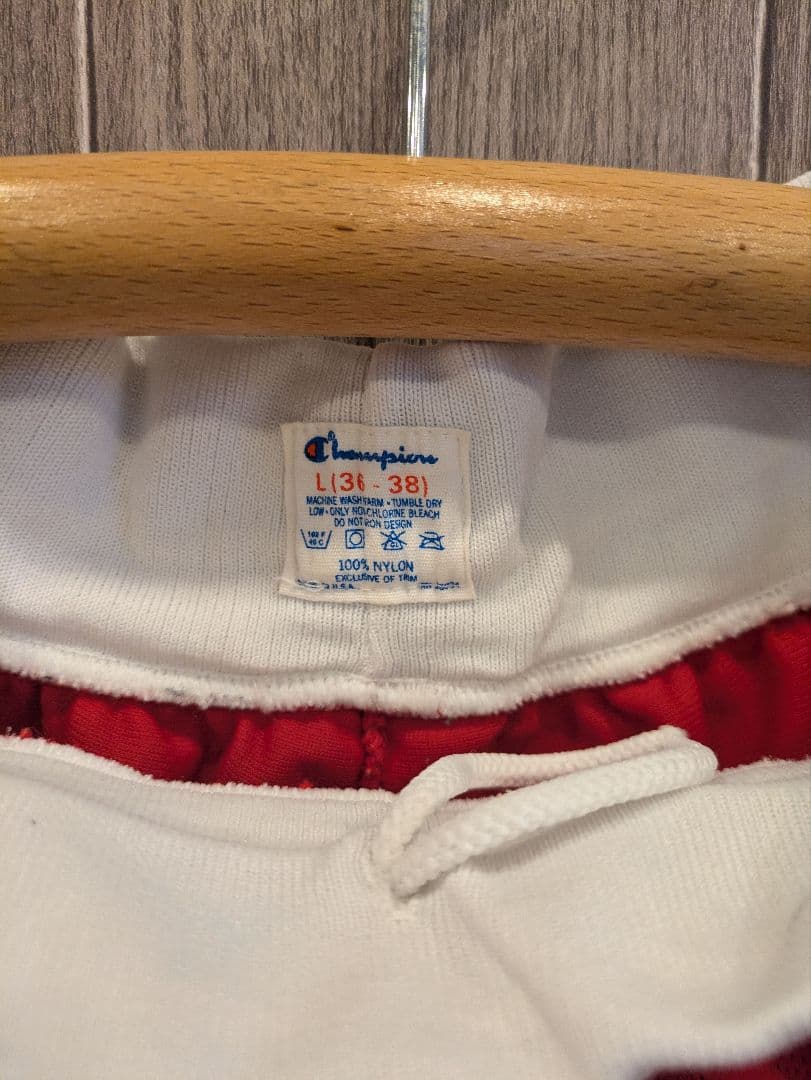 Champion
L(36 - 38)
MACHINE WASH WARM • TUMBLE DRY
LOW • ONLY NON CHLORINE BLEACH
DO NOT IRON DESIGN
CL
100% NYLON
EXCLUSIVE OF TRIM
U.S.A.